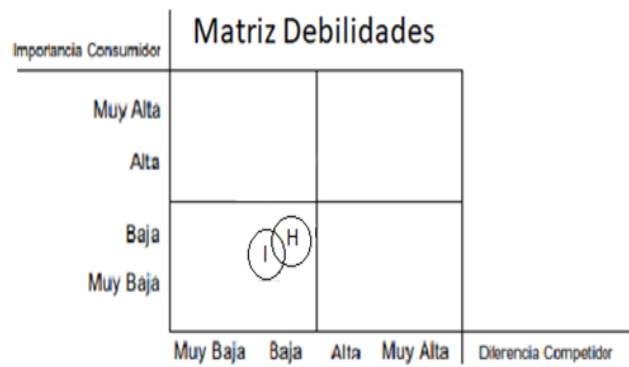 Matriz Debilidades
Importancia Consumidor
Muy Alta
Alta
Baja
Muy Baja
I
H
Muy Baja Baja Alta Muy Alta Diferencia Competidor